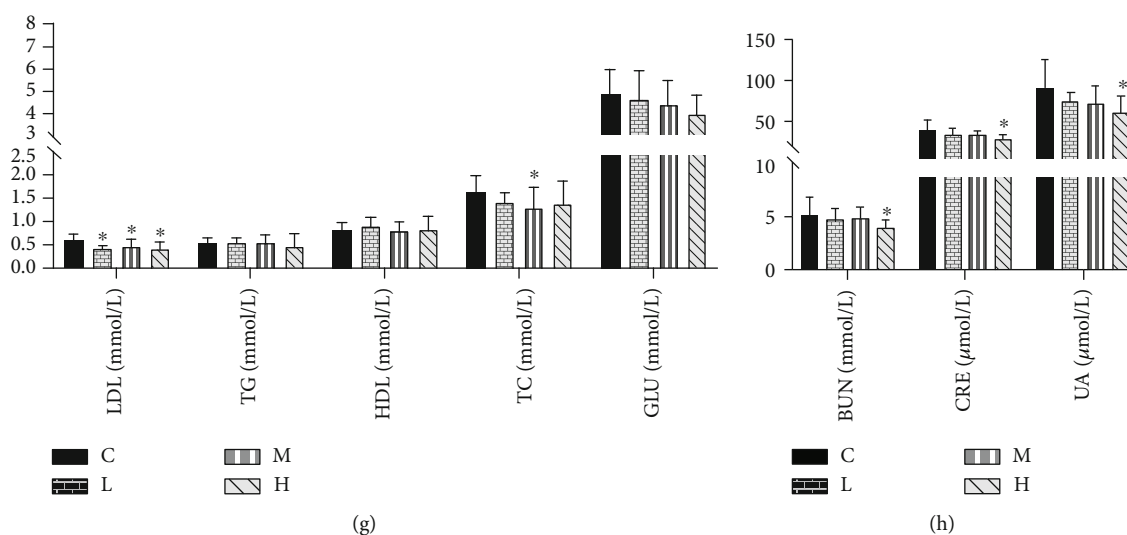 8
7
6
5
4
3
2.5
2.0
1.5
1.0
0.5
0.0
* * *
*
LDL (mmol/L)
TG (mmol/L)
HDL (mmol/L)
TC (mmol/L)
GLU (mmol/L)
C
M
L
H
(g)
150
100
50
10
5
0
*
*
*
BUN (mmol/L)
CRE (μmol/L)
UA (μmol/L)
C
M
L
H
(h)